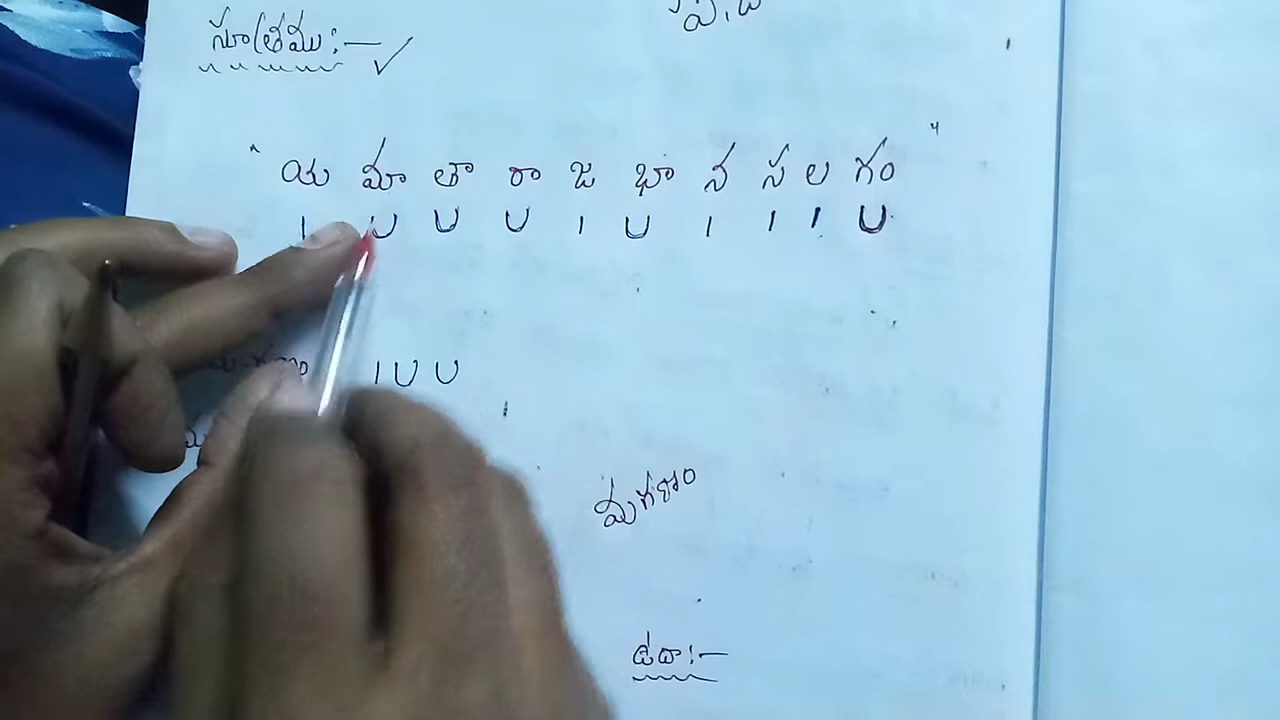 సూత్రము :-
" య మా తా రా జ భా న స ల గం "
I U U U I U I I I U
I U U
మగణం
ఉదా :-